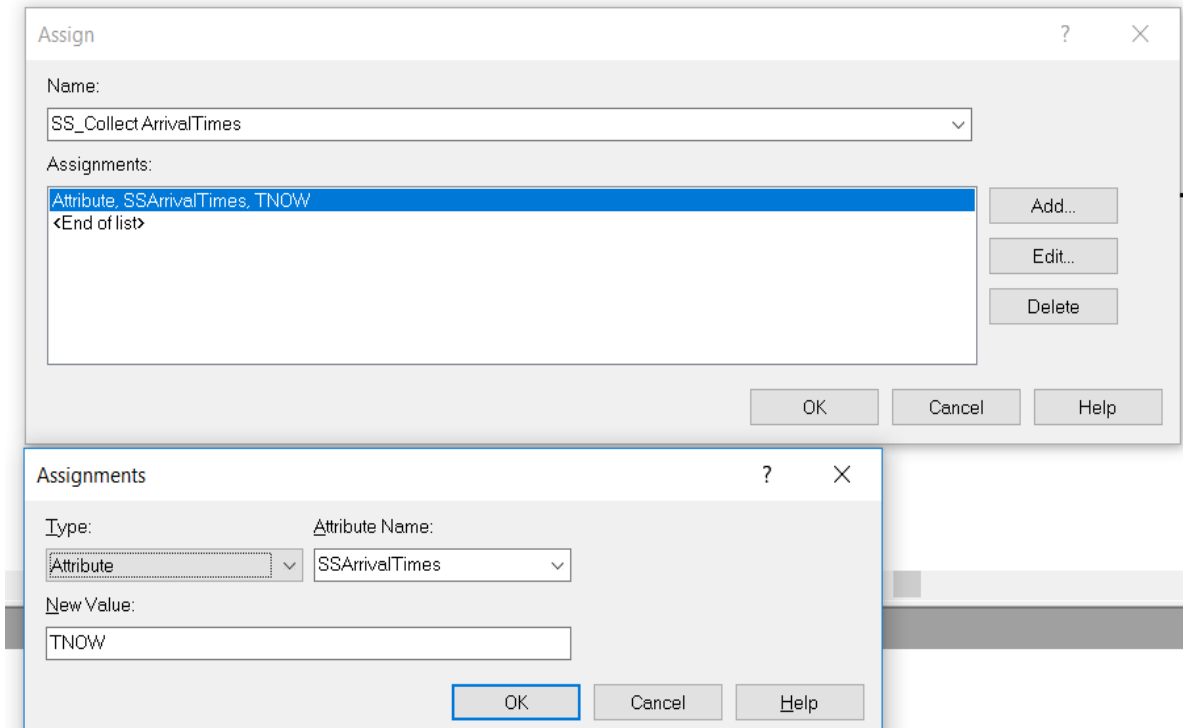 Assign ?
Name:
SS_Collect ArrivalTimes
Assignments:
Attribute, SSArrivalTimes, TNOW
<End of list>
Add...
Edit...
Delete
OK Cancel Help
Assignments ?
Type: Attribute Name:
Attribute SSArrivalTimes
New Value:
TNOW
OK Cancel Help